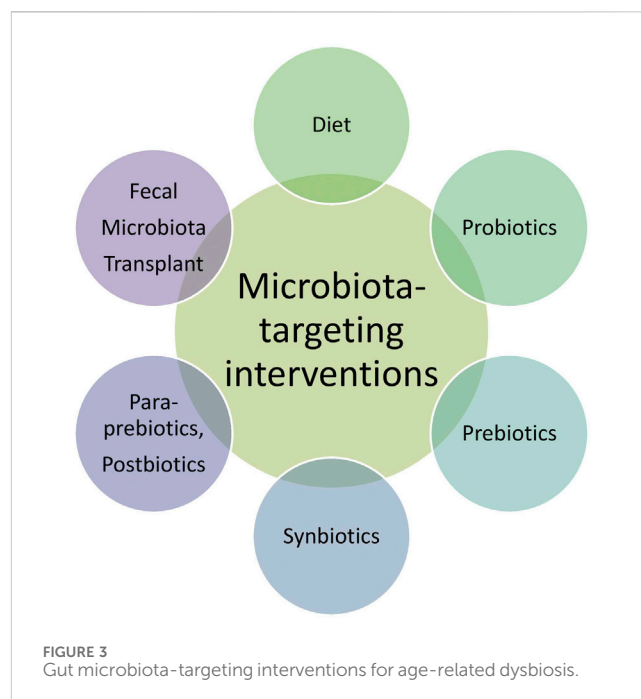 Diet
Fecal
Microbiota
Transplant
Probiotics
Microbiota-
targeting
interventions
Para-
prebiotics,
Postbiotics
Prebiotics
Synbiotics
FIGURE 3
Gut microbiota-targeting interventions for age-related dysbiosis.